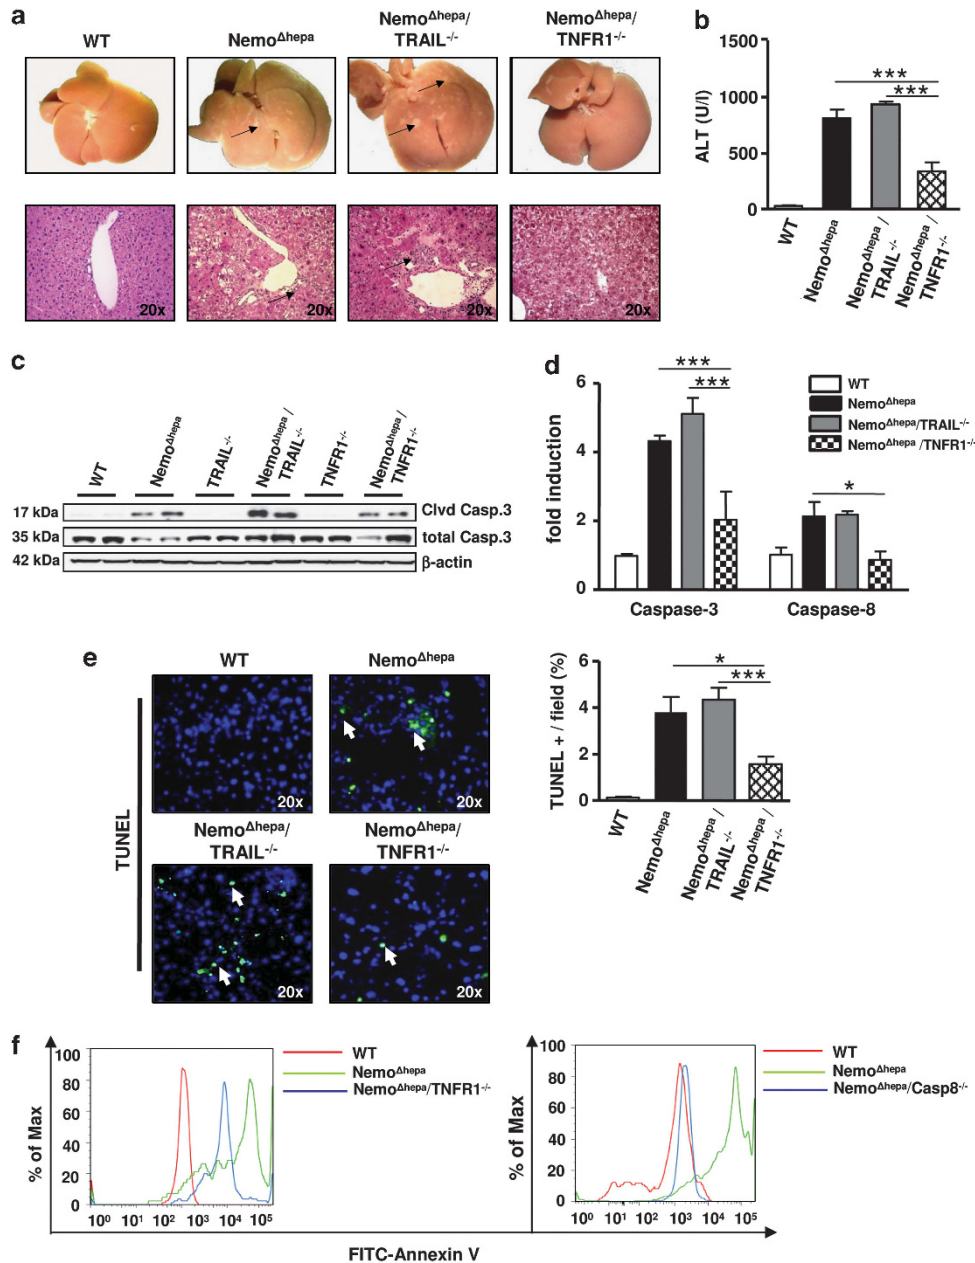 a
WT
Nemo^Δhepa
Nemo^Δhepa/
TRAIL^-/-
Nemo^Δhepa/
TNFR1^-/-
20x
20x
20x
20x
b
1500
1000
500
0
ALT (U/l)
***
***
WT
Nemo^Δhepa
Nemo^Δhepa/
TRAIL^-/-
Nemo^Δhepa/
TNFR1^-/-
c
WT
Nemo^Δhepa
TRAIL^-/-
Nemo^Δhepa/
TRAIL^-/-
TNFR1^-/-
Nemo^Δhepa/
TNFR1^-/-
17 kDa
Clvd Casp.3
35 kDa
total Casp.3
42 kDa
β-actin
d
6
4
2
0
fold induction
***
***
*
WT
Nemo^Δhepa
Nemo^Δhepa/TRAIL^-/-
Nemo^Δhepa /TNFR1^-/-
Caspase-3
Caspase-8
e
TUNEL
WT
Nemo^Δhepa
20x
20x
Nemo^Δhepa/
TRAIL^-/-
Nemo^Δhepa/
TNFR1^-/-
20x
20x
6
4
2
0
TUNEL + / field (%)
*
***
WT
Nemo^Δhepa
Nemo^Δhepa/
TRAIL^-/-
Nemo^Δhepa/
TNFR1^-/-
f
100
80
60
40
20
0
% of Max
10^0 10^1 10^2 10^3 10^4 10^5
WT
Nemo^Δhepa
Nemo^Δhepa/TNFR1^-/-
100
80
60
40
20
0
% of Max
10^0 10^1 10^2 10^3 10^4 10^5
WT
Nemo^Δhepa
Nemo^Δhepa/Casp8^-/-
FITC-Annexin V